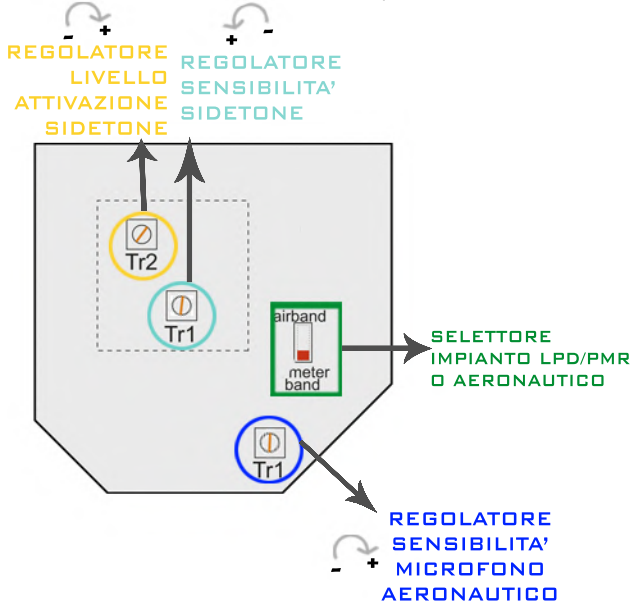 - +
+ -
REGOLATORE
LIVELLO
ATTIVAZIONE
SIDETONE
REGOLATORE
SENSIBILITA'
SIDETONE
Tr2
Tr1
airband
meter
band
SELETTORE
IMPIANTO LPD/PMR
O AERONAUTICO
Tr1
REGOLATORE
SENSIBILITA'
MICROFONO
AERONAUTICO
- +